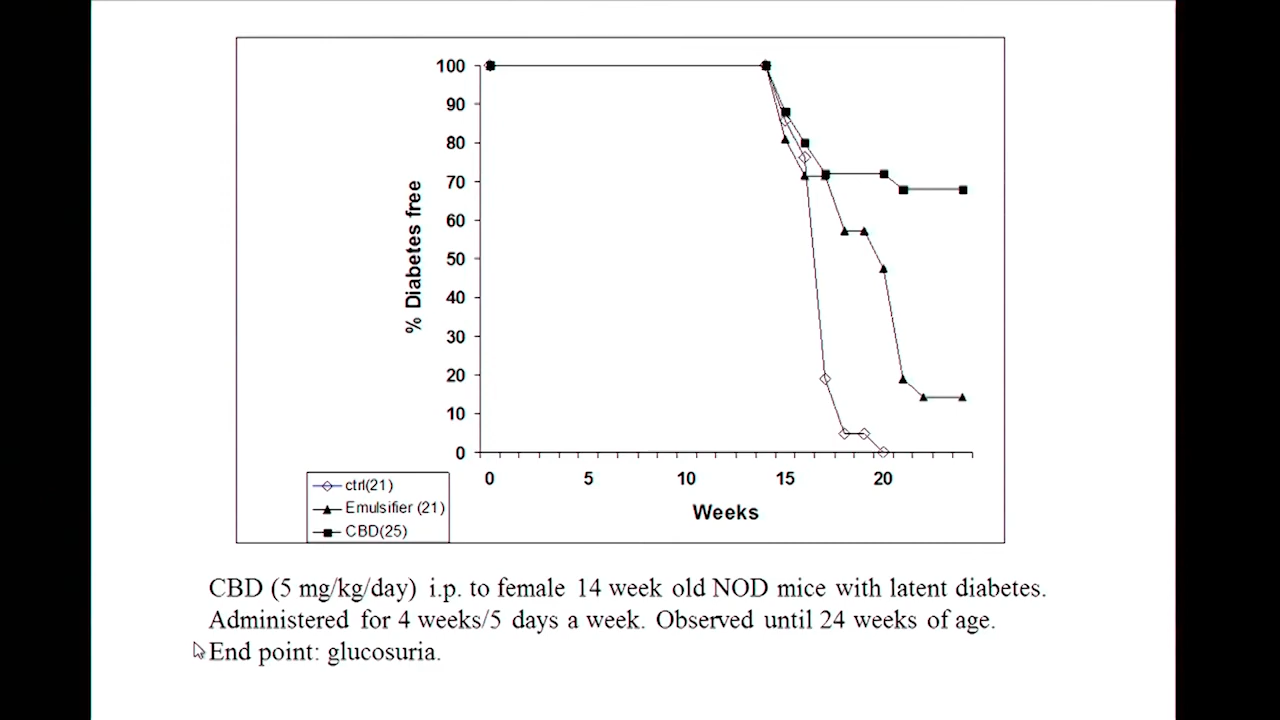 100
90
80
70
60
50
40
30
20
10
0
% Diabetes free
0 5 10 15 20
Weeks
ctrl(21)
Emulsifier (21)
CBD(25)
CBD (5 mg/kg/day) i.p. to female 14 week old NOD mice with latent diabetes.
Administered for 4 weeks/5 days a week. Observed until 24 weeks of age.
End point: glucosuria.